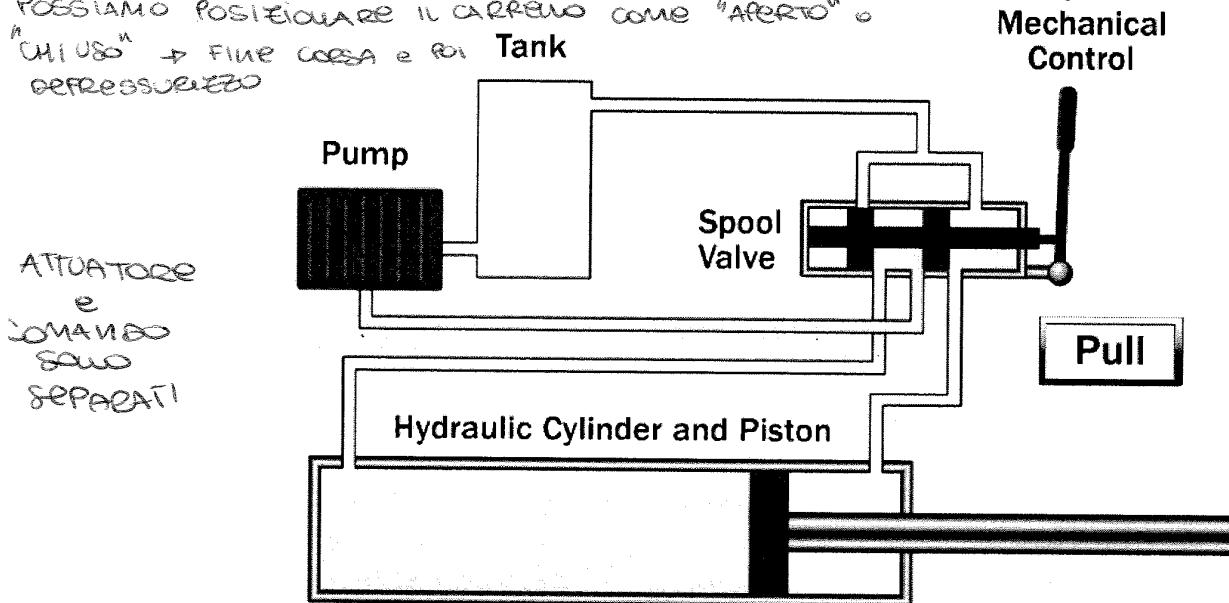 POSSIAMO POSIZIONARE IL CARRELLO COME "APERTO" o
"CHIUSO" → FINE CORSA e POI
DEPRESSURIZZO
Tank
Mechanical
Control
Pump
Spool
Valve
ATTUATORE
e
COMANDO
SONO
SEPARATI
Pull
Hydraulic Cylinder and Piston